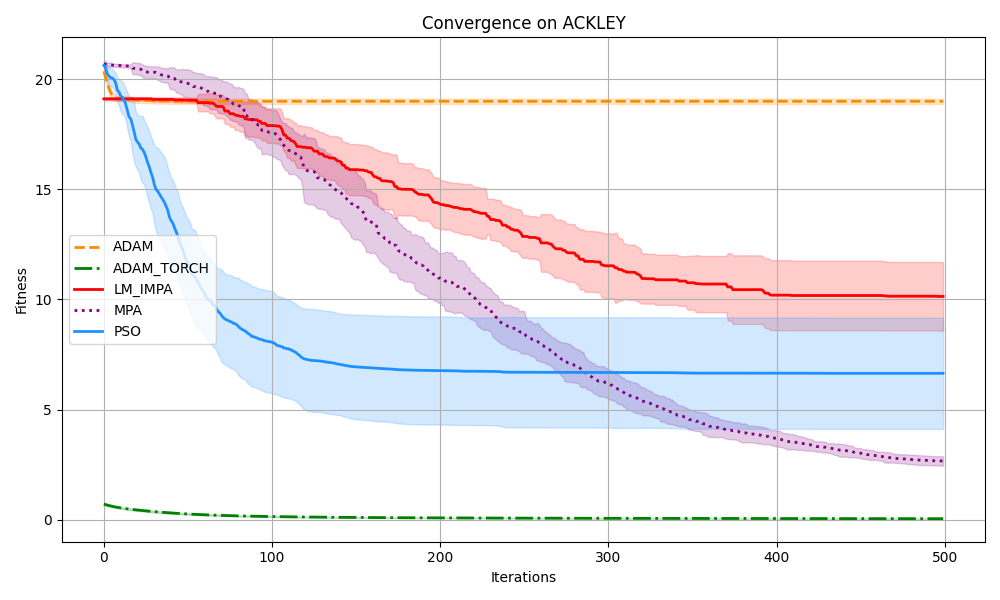 Convergence on ACKLEY
Fitness
20
15
10
5
0
ADAM
ADAM_TORCH
LM_IMPA
MPA
PSO
0 100 200 300 400 500
Iterations